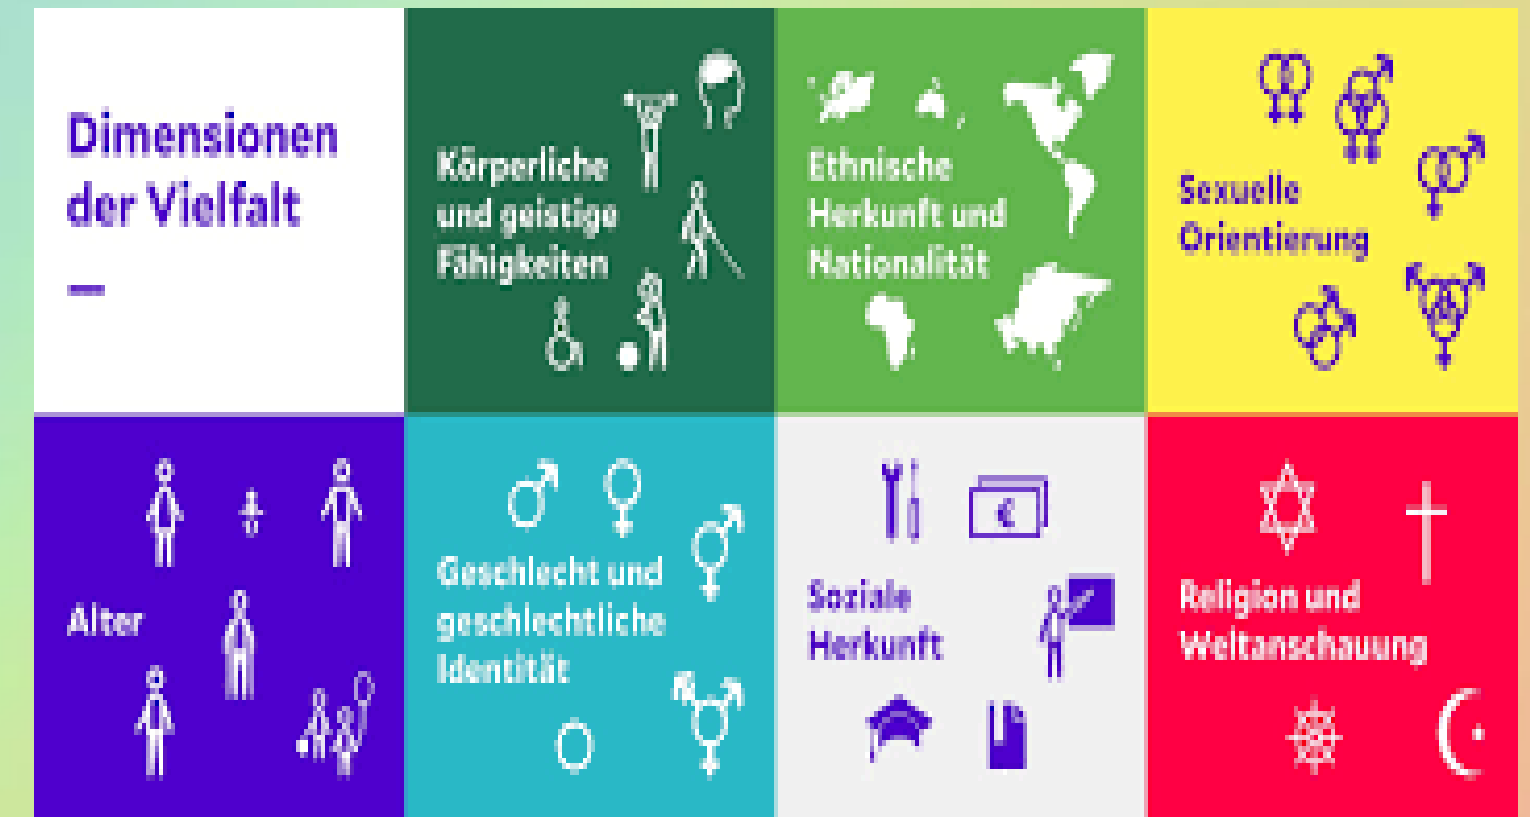 Dimensionen
der Vielfalt
Körperliche
und geistige
Fähigkeiten
Ethnische
Herkunft und
Nationalität
Sexuelle
Orientierung
Alter
Geschlecht und
geschlechtliche
Identität
Soziale
Herkunft
Religion und
Weltanschauung